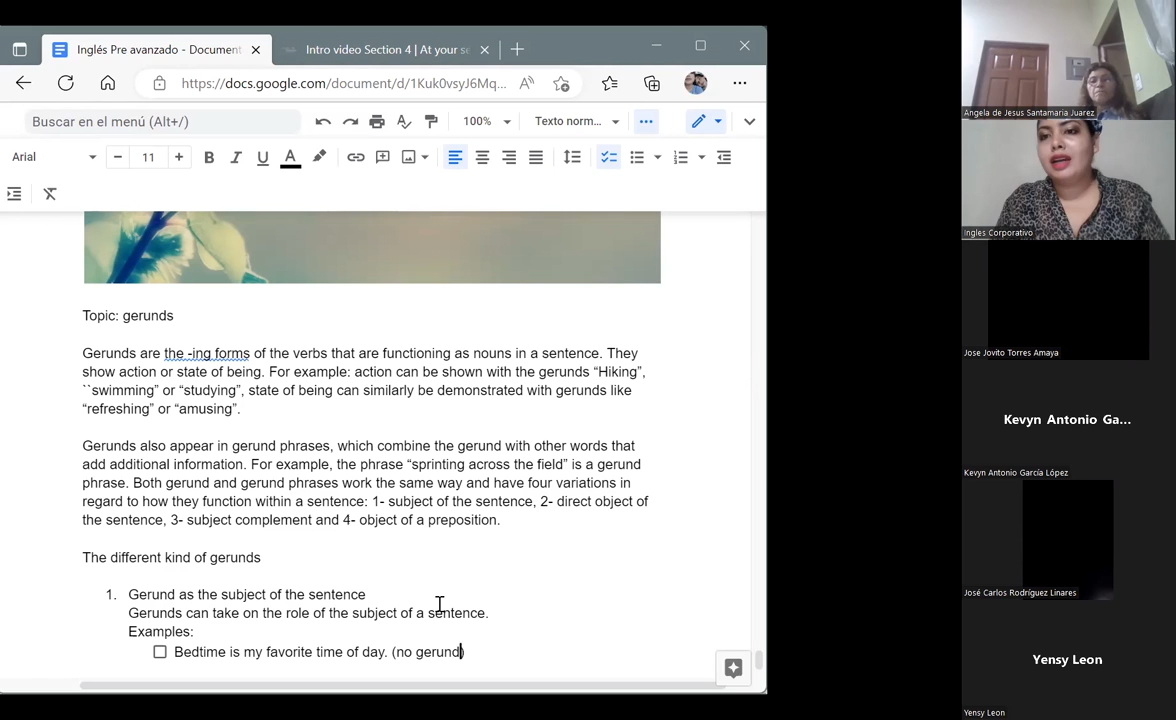 Inglés Pre avanzado - Document
Intro video Section 4 | At your se
https://docs.google.com/document/d/1Kuk0vsyJ6Mq...
Buscar en el menú (Alt+/)
100%
Texto norm...
Arial
11
Topic: gerunds
Gerunds are the -ing forms of the verbs that are functioning as nouns in a sentence. They
show action or state of being. For example: action can be shown with the gerunds “Hiking”,
``swimming” or “studying”, state of being can similarly be demonstrated with gerunds like
“refreshing” or “amusing”.
Gerunds also appear in gerund phrases, which combine the gerund with other words that
add additional information. For example, the phrase “sprinting across the field” is a gerund
phrase. Both gerund and gerund phrases work the same way and have four variations in
regard to how they function within a sentence: 1- subject of the sentence, 2- direct object of
the sentence, 3- subject complement and 4- object of a preposition.
The different kind of gerunds
1. Gerund as the subject of the sentence
Gerunds can take on the role of the subject of a sentence.
Examples:
Bedtime is my favorite time of day. (no gerund)
Angela de Jesus Santamaria Juarez
Ingles Corporativo
Jose Jovito Torres Amaya
Kevyn Antonio Ga...
Kevyn Antonio García López
José Carlos Rodríguez Linares
Yensy Leon
Yensy Leon